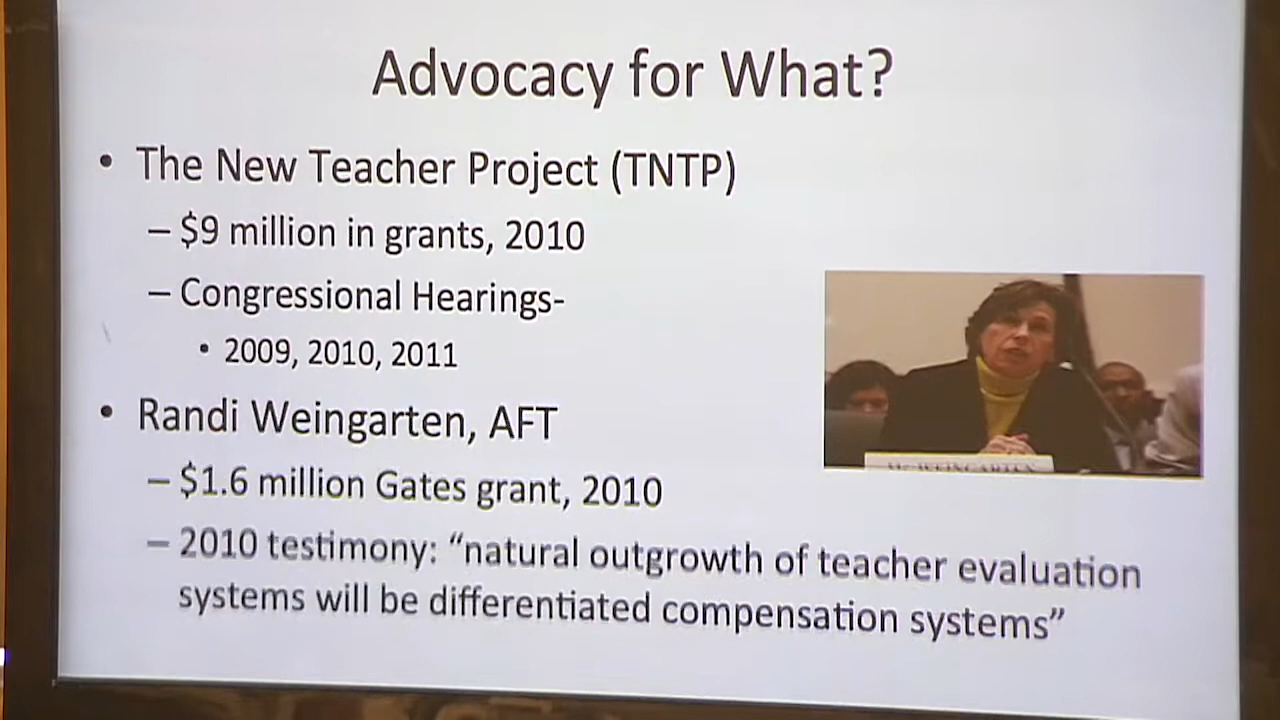 Advocacy for What?
• The New Teacher Project (TNTP)
– $9 million in grants, 2010
– Congressional Hearings-
• 2009, 2010, 2011
• Randi Weingarten, AFT
– $1.6 million Gates grant, 2010
– 2010 testimony: “natural outgrowth of teacher evaluation
systems will be differentiated compensation systems”